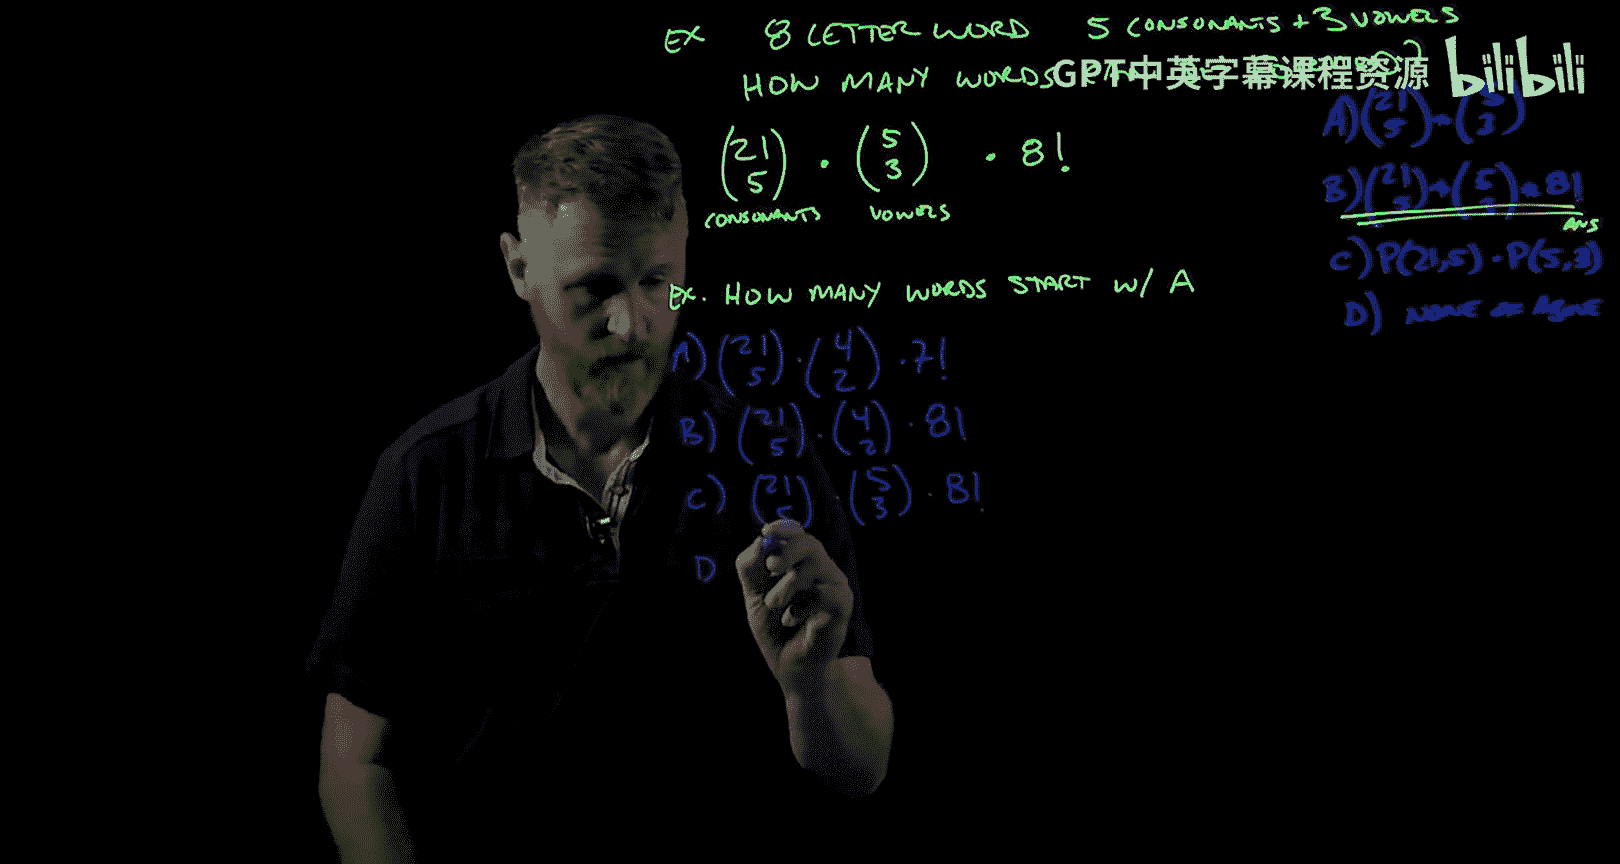 EX 8 LETTER WORD 5 CONSONANTS + 3 VOWELS
HOW MANY WORDS
GPT中英字幕课程资源 bilibili
(21 5) · (5 3) · 8!
CONSONANTS VOWELS
A) (21 5) · (5 3)
B) (21 5) · (5 3) · 8!
ANS
C) P(21,5) · P(5,3)
D) NONE OF ABOVE
EX. HOW MANY WORDS START W/ A
A) (21 5) · (4 2) · 7!
B) (21 5) · (4 2) · 8!
C) (21 5) · (5 3) · 8!
D